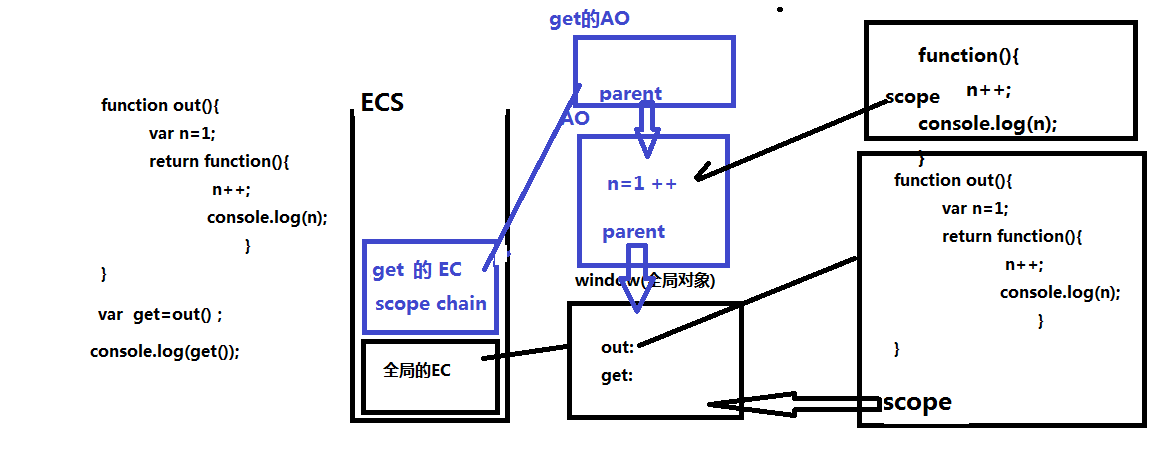 function out(){
var n=1;
return function(){
n++;
console.log(n);
}
}
var get=out() ;
console.log(get());
ECS
get 的 EC
scope chain
全局的EC
get的AO
parent
AO
n=1 ++
parent
window(全局对象)
out:
get:
function(){
scope n++;
console.log(n);
}
function out(){
var n=1;
return function(){
n++;
console.log(n);
}
}
scope